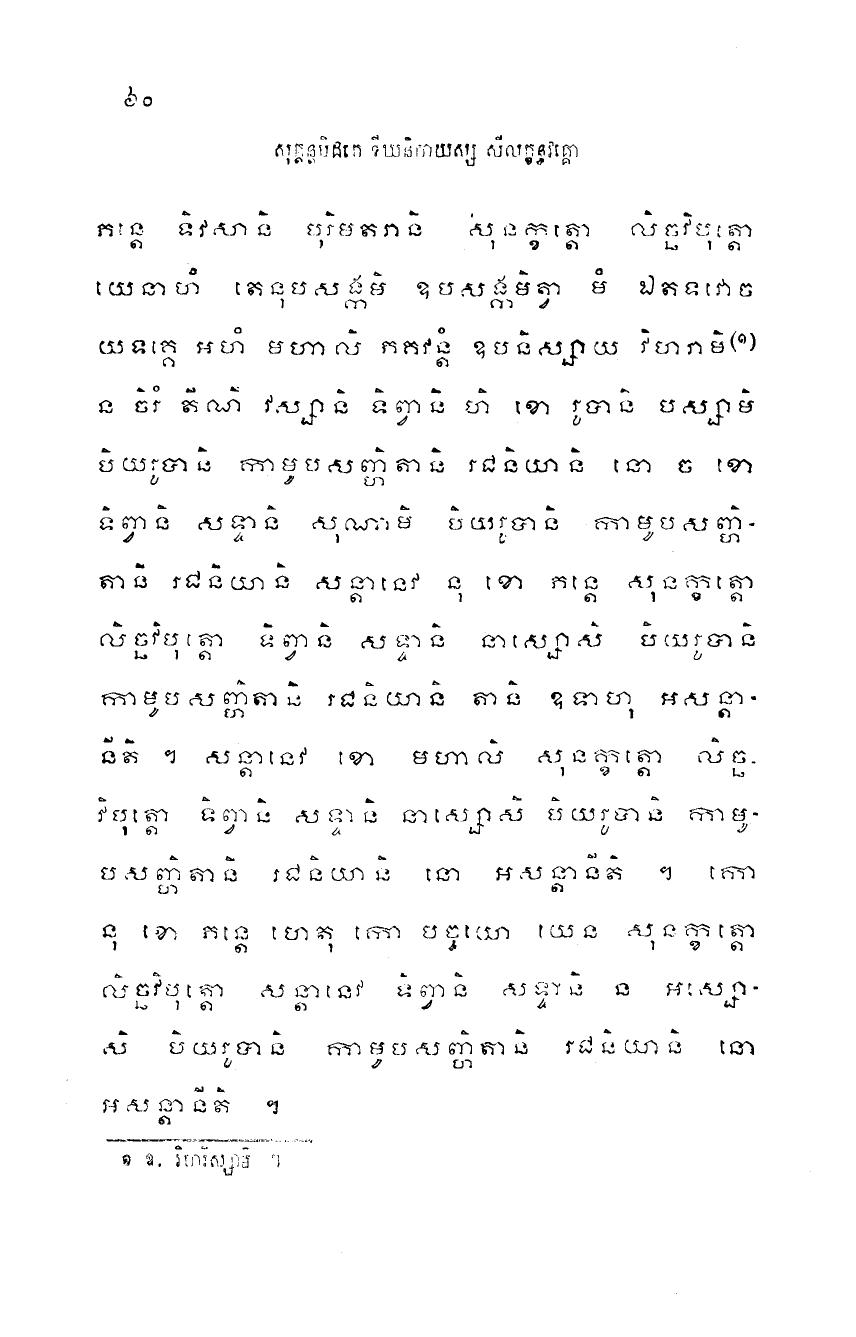 ៦០
សុត្តន្តបិដកេ ទីឃនិកាយស្ស សីលក្ខន្ធវគ្គោ
ភន្តេ ទិវសានិ បុរិមតរានិ សុនក្ខត្តោ លិច្ឆវិបុត្តោ
យេនាហំ តេនុបសង្កមិ ឧបសង្កមិត្វា មំ ឯតទវោច
យទគ្គេ អហំ មហាលិ ភគវន្តំ ឧបនិស្សាយ វិហរាមិ(១)
ន ចិរំ តីណិ វស្សានិ ទិព្វានិ ហិ ខោ រូបានិ បស្សាមិ
បិយរូបានិ កាមូបសញ្ហិតានិ រជនិយានិ នោ ច ខោ
ទិព្វានិ សទ្ទានិ សុណាមិ បិយរូបានិ កាមូបសញ្ហិ-
តានិ រជនិយានិ សន្តានេវ នុ ខោ ភន្តេ សុនក្ខត្តោ
លិច្ឆវិបុត្តោ ទិព្វានិ សទ្ទានិ នាស្សោសិ បិយរូបានិ
កាមូបសញ្ហិតានិ រជនិយានិ តានិ ឧទាហុ អសន្តា-
នីតិ ។ សន្តានេវ ខោ មហាលិ សុនក្ខត្តោ លិច្ឆ-
វិបុត្តោ ទិព្វានិ សទ្ទានិ នាស្សោសិ បិយរូបានិ កាមូ-
បសញ្ហិតានិ រជនិយានិ នោ អសន្តានីតិ ។ កោ
នុ ខោ ភន្តេ ហេតុ កោ បច្ចយោ យេន សុនក្ខត្តោ
លិច្ឆវិបុត្តោ សន្តានេវ ទិព្វានិ សទ្ទានិ ន អស្សោ-
សិ បិយរូបានិ កាមូបសញ្ហិតានិ រជនិយានិ នោ
អសន្តានីតិ ។
១ ឧ. វិហរិស្សាមិ ។